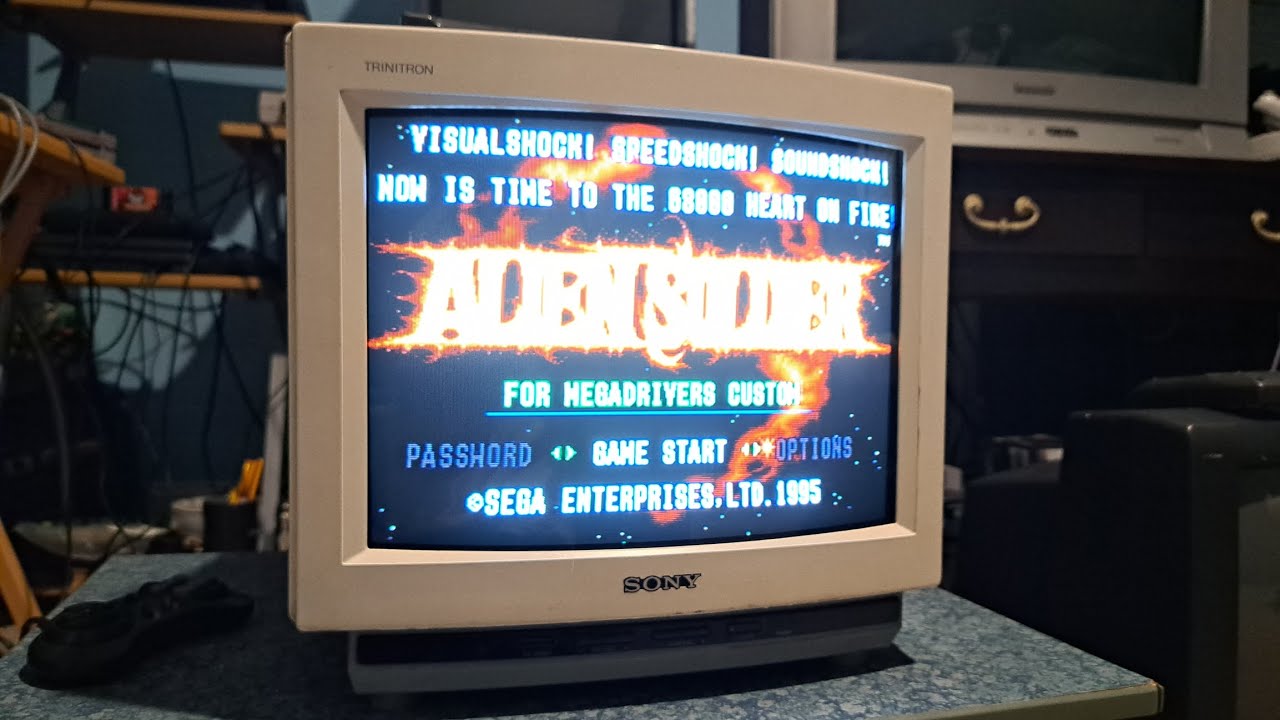 TRINITRON
VISUALSHOCK! SPEEDSHOCK! SOUNDSHOCK!
NOW IS TIME TO THE 68000 HEART ON FIRE!
TM
ALIEN SOLDIER
FOR MEGADRIVERS CUSTOM
PASSWORD GAME START OPTIONS
©SEGA ENTERPRISES,LTD.1995
SONY